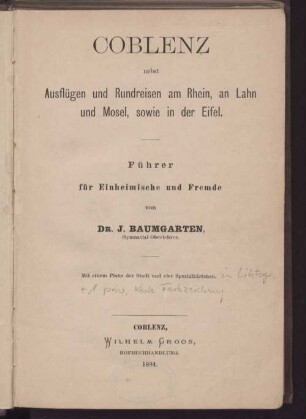 COBLENZ
nebst
Ausflügen und Rundreisen am Rhein, an Lahn
und Mosel, sowie in der Eifel.
Führer
für Einheimische und Fremde
von
DR. J. BAUMGARTEN,
Gymnasial-Oberlehrer.
Mit einem Plane der Stadt und vier Spezialkärtchen.
COBLENZ,
WILHELM GROOS,
HOFBUCHHANDLUNG.
1884.